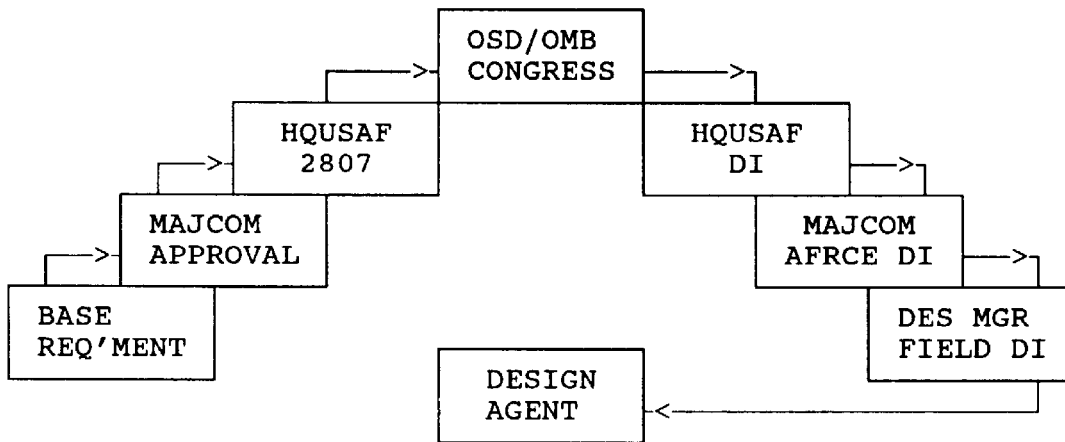 OSD/OMB
CONGRESS
HQUSAF
2807
HQUSAF
DI
MAJCOM
APPROVAL
MAJCOM
AFRCE DI
BASE
REQ'MENT
DES MGR
FIELD DI
DESIGN
AGENT